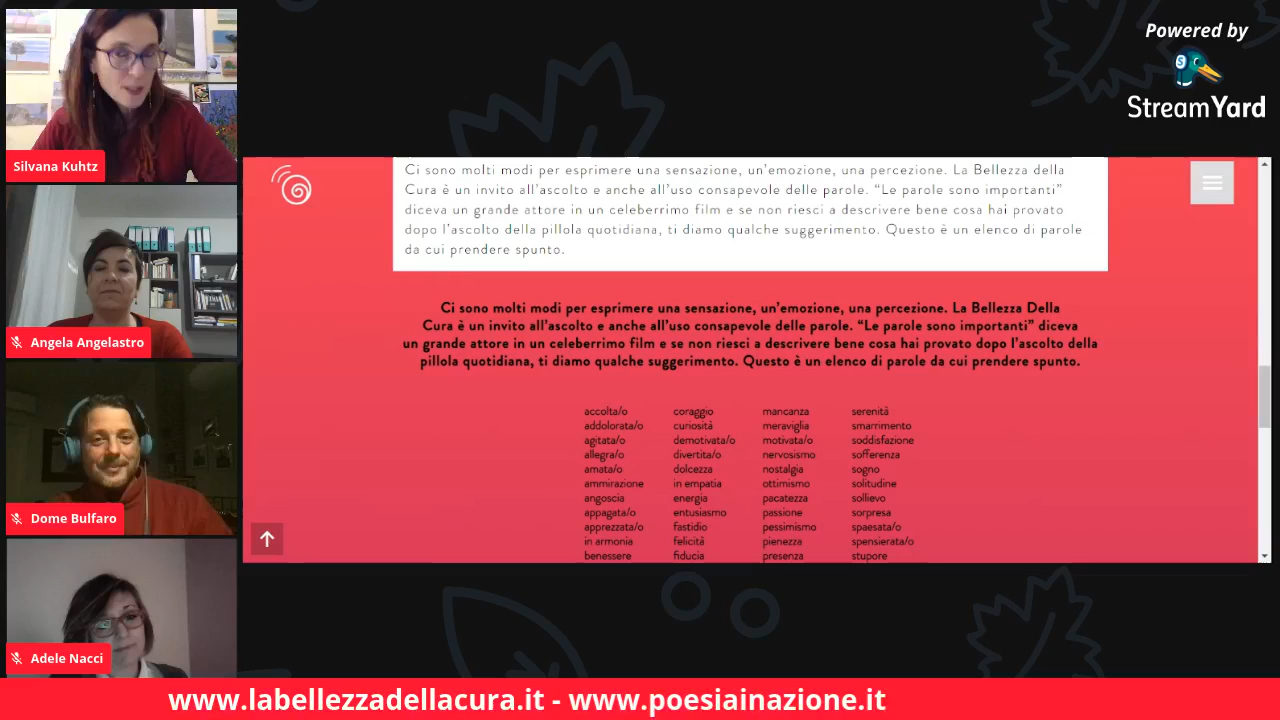 Powered by
StreamYard
Silvana Kuhtz
Angela Angelastro
Dome Bulfaro
Adele Nacci
Ci sono molti modi per esprimere una sensazione, un'emozione, una percezione. La Bellezza della
Cura è un invito all'ascolto e anche all'uso consapevole delle parole. “Le parole sono importanti”
diceva un grande attore in un celeberrimo film e se non riesci a descrivere bene cosa hai provato
dopo l'ascolto della pillola quotidiana, ti diamo qualche suggerimento. Questo è un elenco di parole
da cui prendere spunto.
Ci sono molti modi per esprimere una sensazione, un'emozione, una percezione. La Bellezza Della
Cura è un invito all'ascolto e anche all'uso consapevole delle parole. “Le parole sono importanti” diceva
un grande attore in un celeberrimo film e se non riesci a descrivere bene cosa hai provato dopo l'ascolto della
pillola quotidiana, ti diamo qualche suggerimento. Questo è un elenco di parole da cui prendere spunto.
accolta/o
addolorata/o
agitata/o
allegra/o
amata/o
ammirazione
angoscia
appagata/o
apprezzata/o
in armonia
benessere
coraggio
curiosità
demotivata/o
divertita/o
dolcezza
in empatia
energia
entusiasmo
fastidio
felicità
fiducia
mancanza
meraviglia
motivata/o
nervosismo
nostalgia
ottimismo
pacatezza
passione
pessimismo
pienezza
presenza
serenità
smarrimento
soddisfazione
sofferenza
sogno
solitudine
sollievo
sorpresa
spaesata/o
spensierata/o
stupore
www.labellezzadellacura.it - www.poesiainazione.it